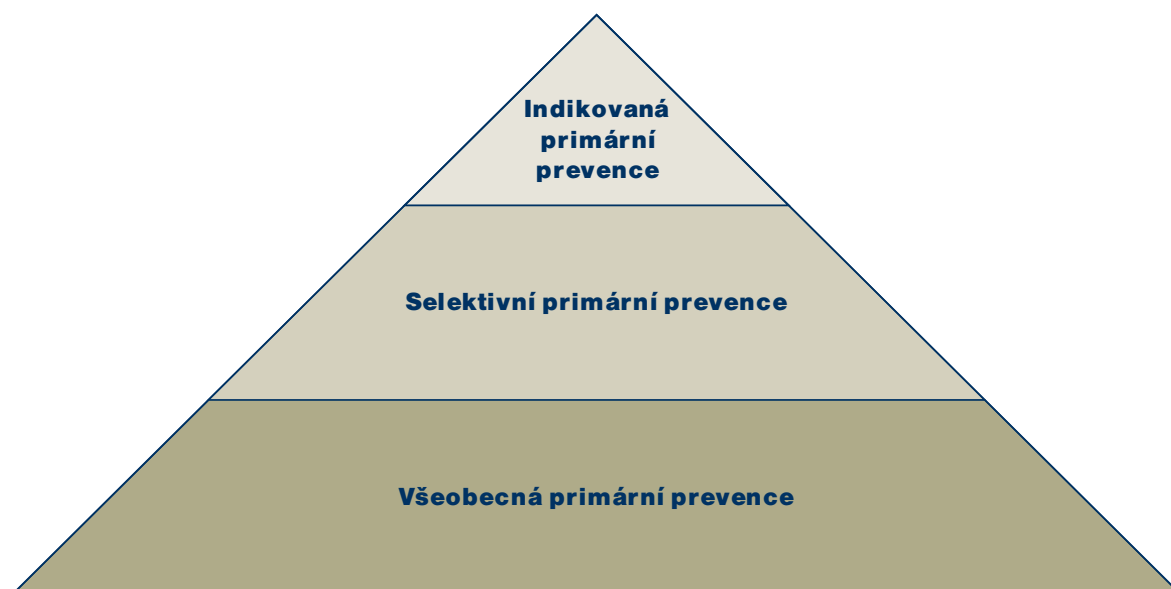 Indikovaná
primární
prevence
Selektivní primární prevence
Všeobecná primární prevence